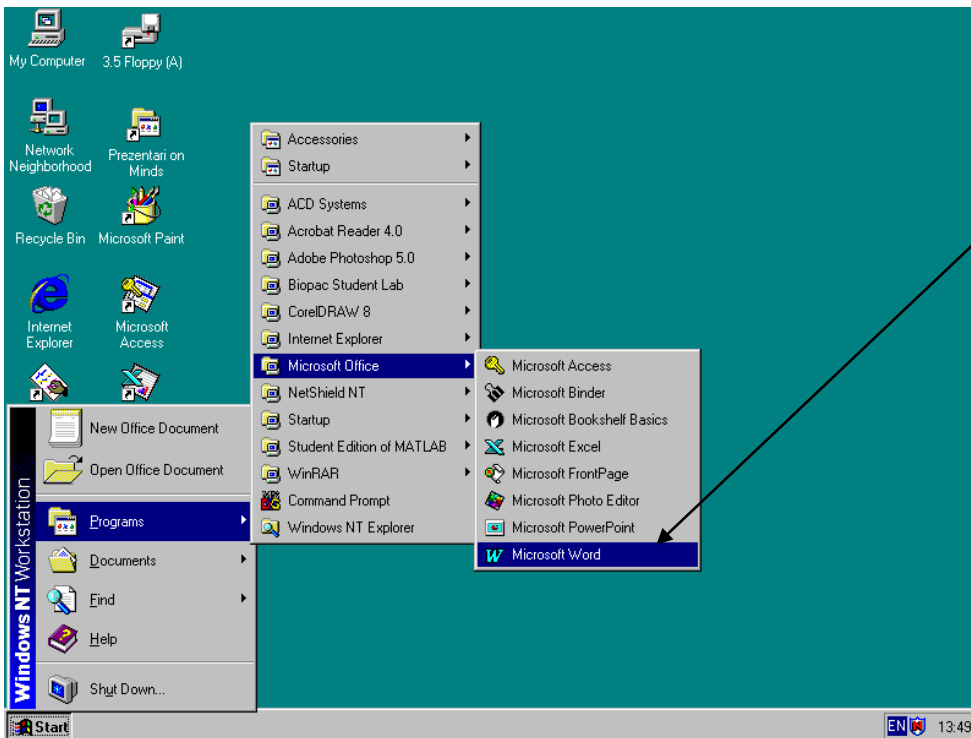 My Computer
3.5 Floppy (A)
Network
Neighborhood
Prezentari on
Minds
Recycle Bin
Microsoft Paint
Internet
Explorer
Microsoft
Access
Accessories
Startup
ACD Systems
Acrobat Reader 4.0
Adobe Photoshop 5.0
Biopac Student Lab
CorelDRAW 8
Internet Explorer
Microsoft Office
NetShield NT
Startup
Student Edition of MATLAB
WinRAR
Command Prompt
Windows NT Explorer
Microsoft Access
Microsoft Binder
Microsoft Bookshelf Basics
Microsoft Excel
Microsoft FrontPage
Microsoft Photo Editor
Microsoft PowerPoint
Microsoft Word
New Office Document
Open Office Document
Programs
Documents
Find
Help
Shut Down...
Windows NT Workstation
Start
EN
13:49